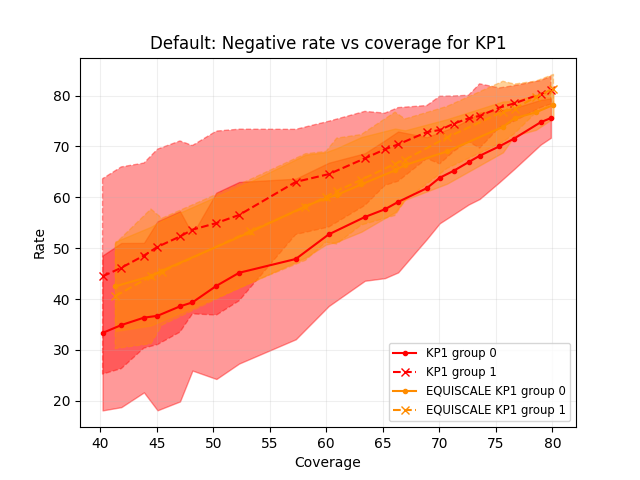 Default: Negative rate vs coverage for KP1
80
70
60
50
40
30
20
Rate
KP1 group 0
KP1 group 1
EQUISCALE KP1 group 0
EQUISCALE KP1 group 1
40 45 50 55 60 65 70 75 80
Coverage